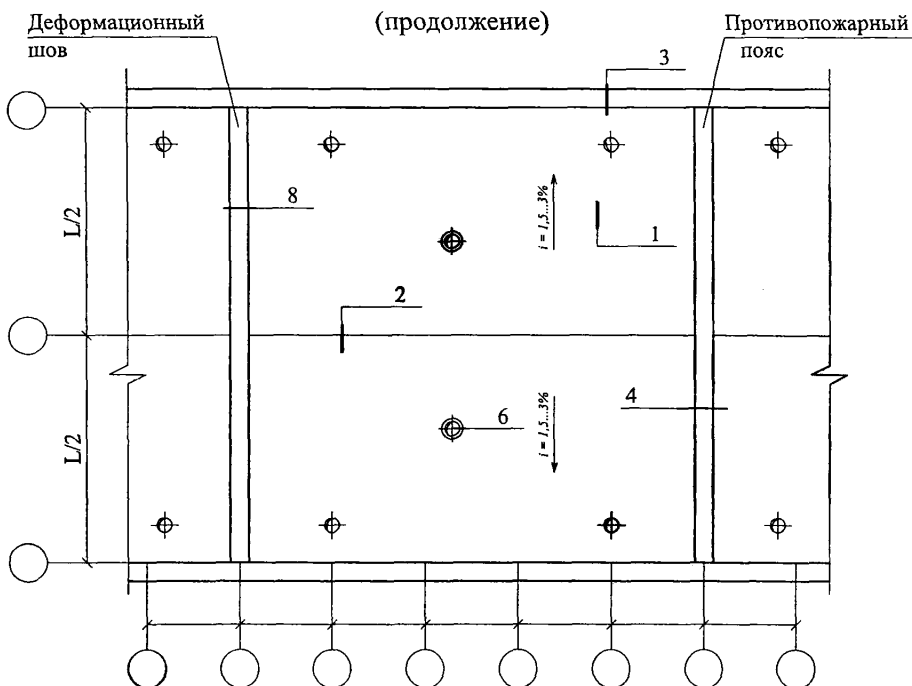 (продолжение)
Деформационный
шов
Противопожарный
пояс
3
8
i = 1,5...3%
1
L/2
2
4
6
i = 1,5...3%
L/2